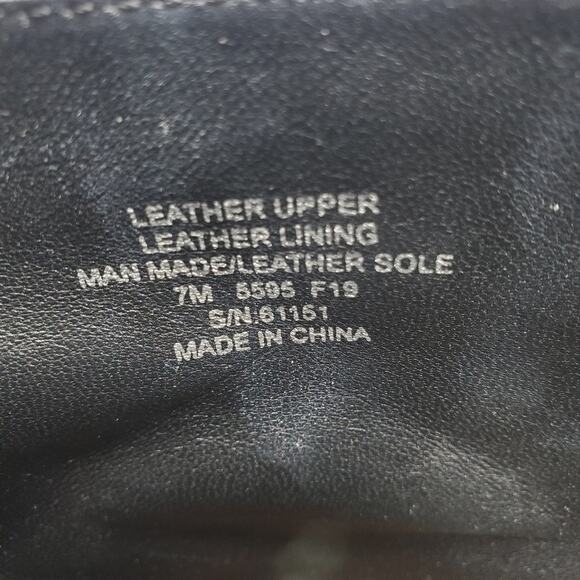 LEATHER UPPER
LEATHER LINING
MAN MADE/LEATHER SOLE
7M 5595 F19
S/N.61151
MADE IN CHINA